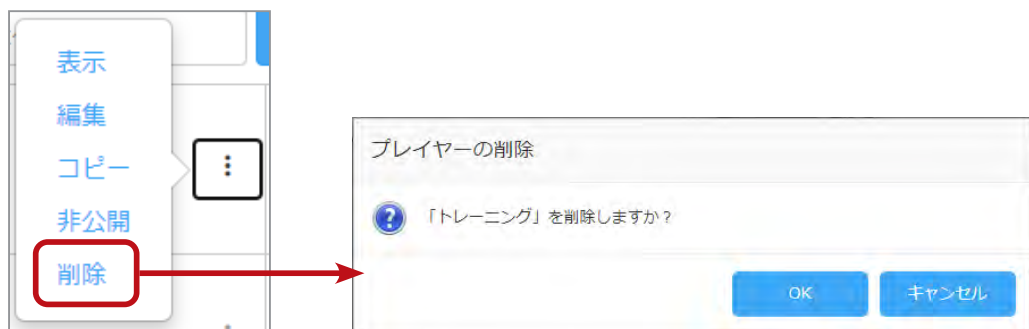 表示
編集
コピー
非公開
削除
プレイヤーの削除
「トレーニング」を削除しますか？
OK
キャンセル